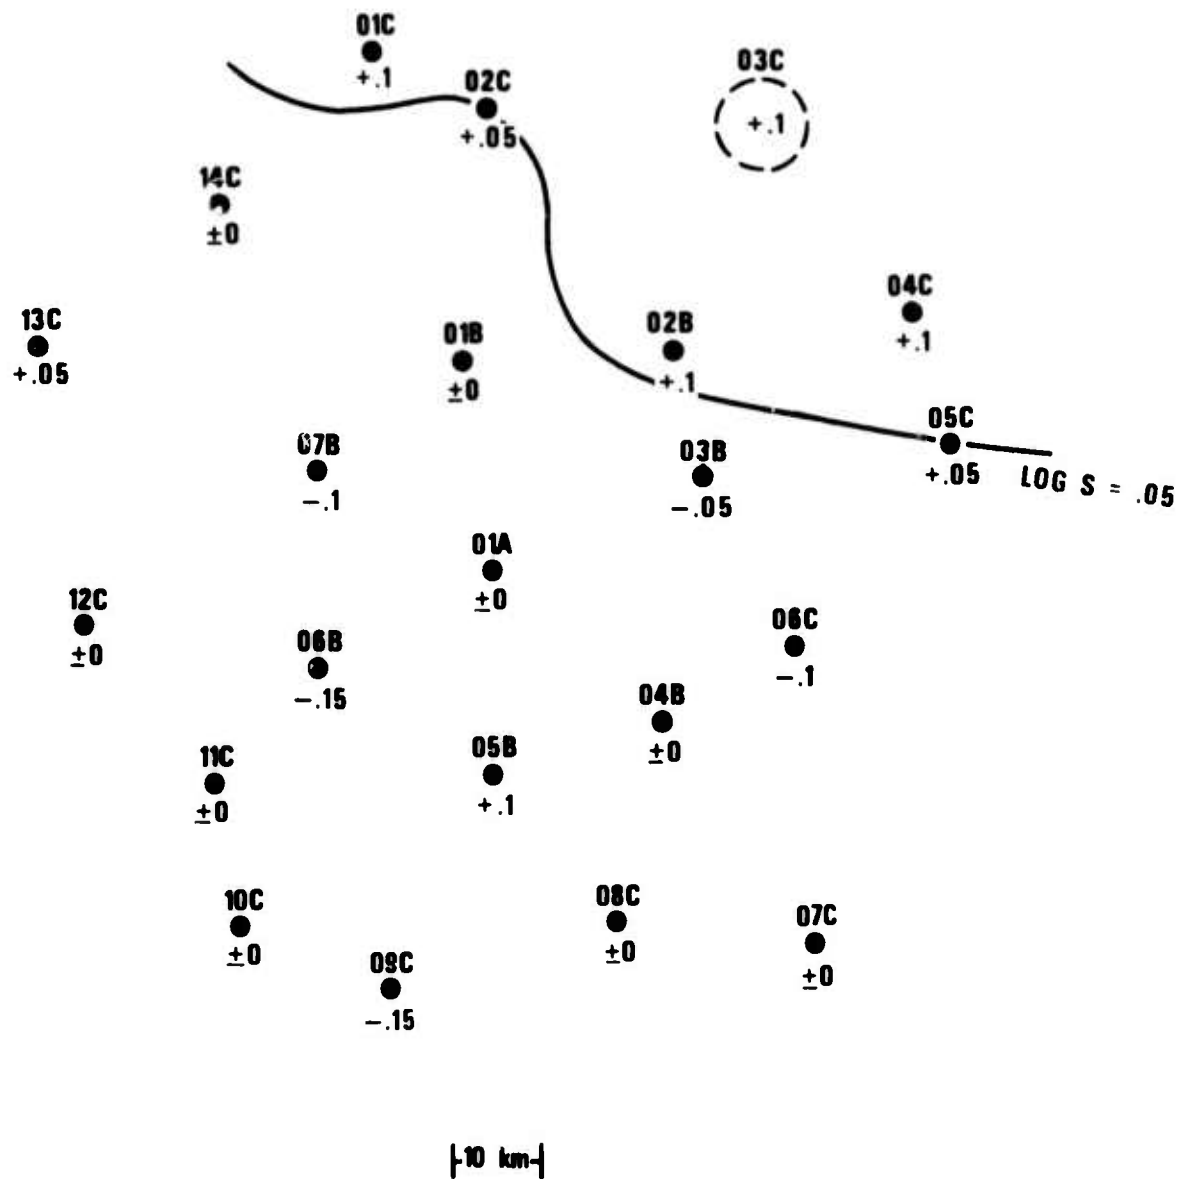 01C
+.1
02C
+.05
03C
+.1
14C
±0
04C
+.1
13C
+.05
01B
±0
02B
+.1
05C
+.05
LOG S = .05
07B
-.1
03B
-.05
01A
±0
12C
±0
06B
-.15
06C
-.1
04B
±0
11C
±0
05B
+.1
10C
±0
09C
-.15
08C
±0
07C
±0
10 km